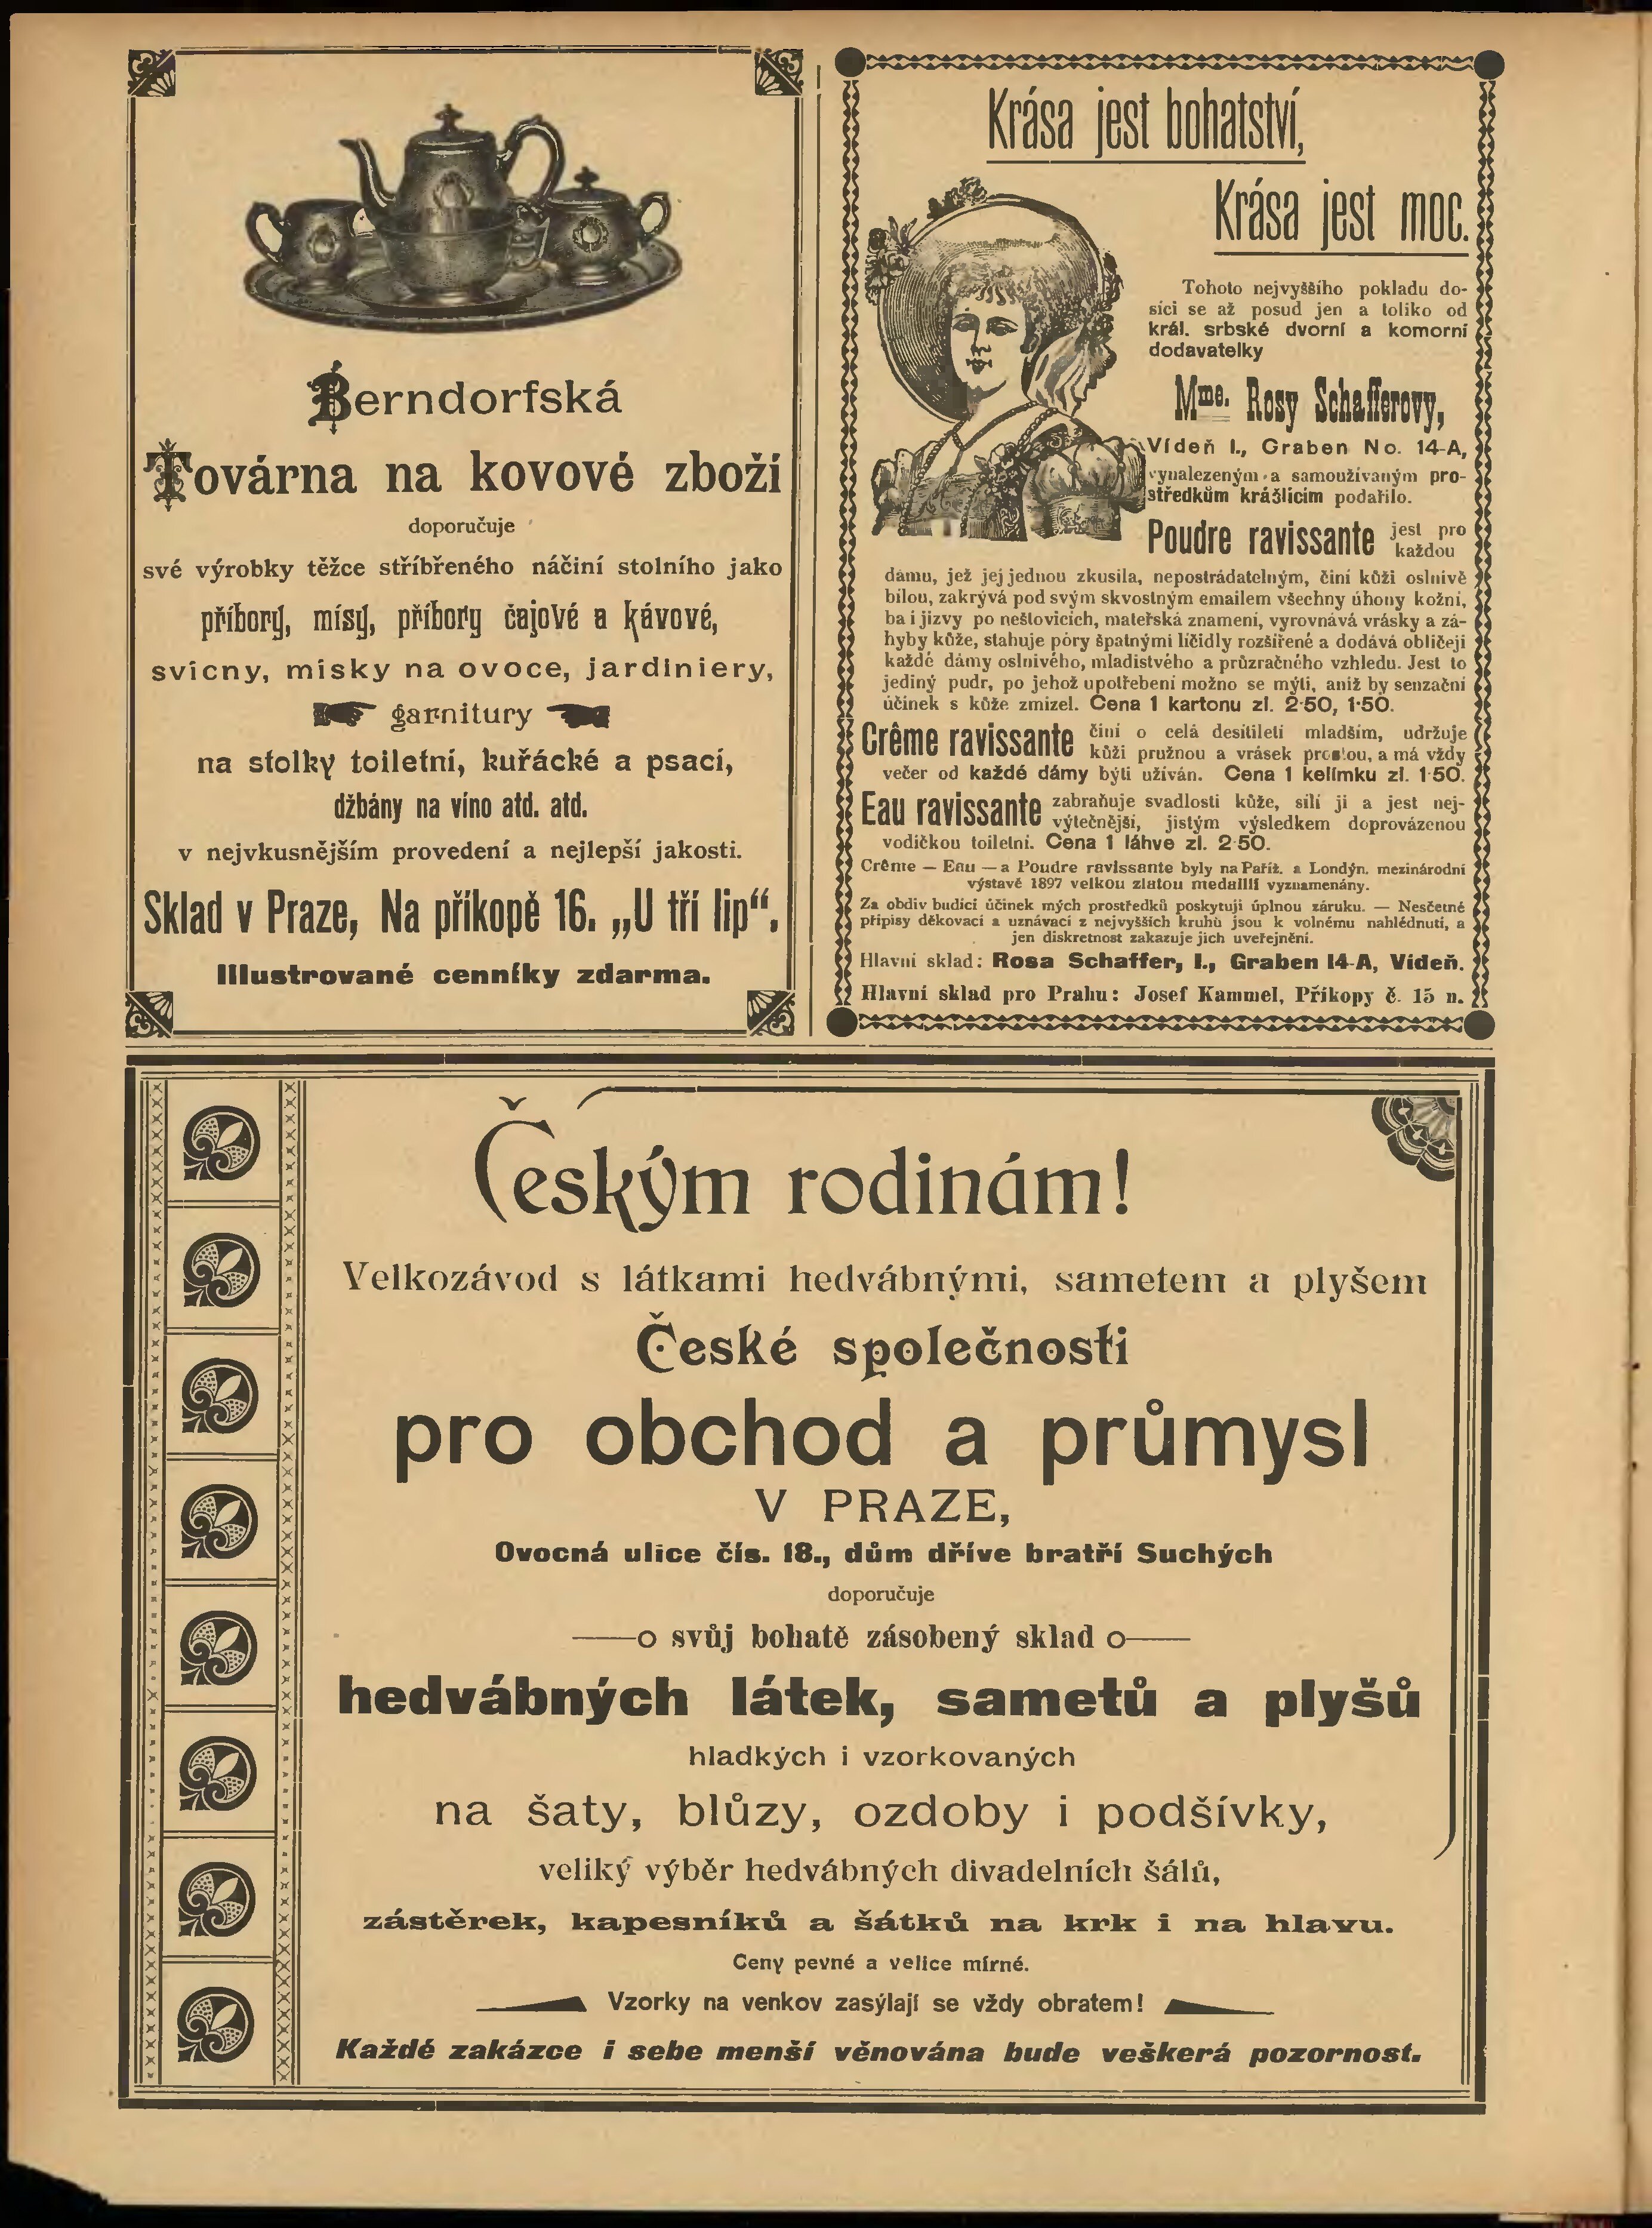 Berndorfská
Továrna na kovové zboží
doporučuje
své výrobky těžce stříbřeného náčiní stolního jako
příbory, mísy, příbory čajové a kávové,
svícny, mísky na ovoce, jardiniery,
garnitury
na stolky toiletní, kuřácké a psací,
džbány na víno atd. atd.
v nejvkusnějším provedení a nejlepší jakosti.
Sklad v Praze, Na příkopě 16. „U tří lip“.
Illustrované cenníky zdarma.
Krása jest bohatství,
Krása jest moc.
Tohoto nejvyššího pokladu do-
síci se až posud jen a toliko od
král. srbské dvorní a komorní
dodavatelky
Mme. Rosy Schafferovy,
Vídeň I., Graben No. 14-A,
vynalezeným a samoužívaným pro-
středkům krášlicím podařilo.
Poudre ravissante jest pro
každou
dámu, jež jej jednou zkusila, nepostrádatelným, činí kůži oslnivě
bílou, zakrývá pod svým skvostným emailem všechny úhony kožní,
ba i jizvy po neštovicích, mateřská znamení, vyrovnává vrásky a zá-
hyby kůže, stahuje póry špatnými líčidly rozšířené a dodává obličeji
každé dámy oslnivého, mladistvého a průzračného vzhledu. Jest to
jediný pudr, po jehož upotřebení možno se mýti, aniž by senzační
účinek s kůže zmizel. Cena 1 kartonu zl. 2·50, 1·50.
Crême ravissante činí o celá desítiletí mladším, udržuje
kůži pružnou a vrásek prostou, a má vždy
večer od každé dámy býti užíván. Cena 1 kelímku zl. 1·50.
Eau ravissante zabraňuje svadlosti kůže, sílí ji a jest nej-
výtečnější, jistým výsledkem doprovázenou
vodičkou toiletní. Cena 1 láhve zl. 2·50.
Crême — Eau — a Poudre ravissante byly na Paříž. a Londýn. mezinárodní
výstavě 1897 velkou zlatou medaillí vyznamenány.
Za obdiv budící účinek mých prostředků poskytuji úplnou záruku. — Nesčetné
přípisy děkovací a uznávací z nejvyšších kruhů jsou k volnému nahlédnutí, a
jen diskretnost zakazuje jich uveřejnění.
Hlavní sklad: Rosa Schaffer, I., Graben 14-A, Vídeň.
Hlavní sklad pro Prahu: Josef Kammel, Příkopy č. 15 n.
Českým rodinám!
Velkozávod s látkami hedvábnými, sametem a plyšem
České společnosti
pro obchod a průmysl
V PRAZE,
Ovocná ulice čís. 18., dům dříve bratří Suchých
doporučuje
—o svůj bohatě zásobený sklad o—
hedvábných látek, sametů a plyšů
hladkých i vzorkovaných
na šaty, blůzy, ozdoby i podšívky,
veliký výběr hedvábných divadelních šálů,
zástěrek, kapesníků a šátků na krk i na hlavu.
Ceny pevné a velice mírné.
Vzorky na venkov zasýlají se vždy obratem!
Každé zakázce i sebe menší věnována bude veškerá pozornost.